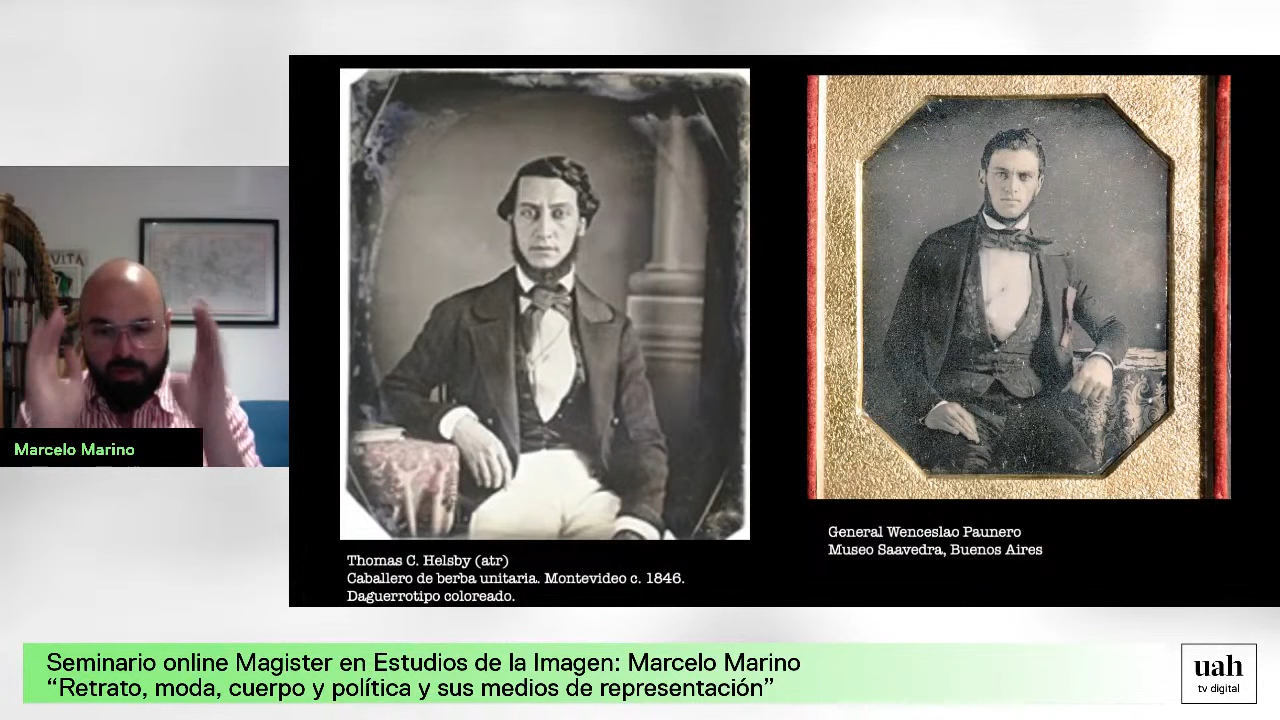 VITA
Marcelo Marino
Thomas C. Helsby (atr)
Caballero de berba unitaria. Montevideo c. 1846.
Daguerrotipo coloreado.
General Wenceslao Paunero
Museo Saavedra, Buenos Aires
Seminario online Magister en Estudios de la Imagen: Marcelo Marino
“Retrato, moda, cuerpo y política y sus medios de representación”
uah
tv digital